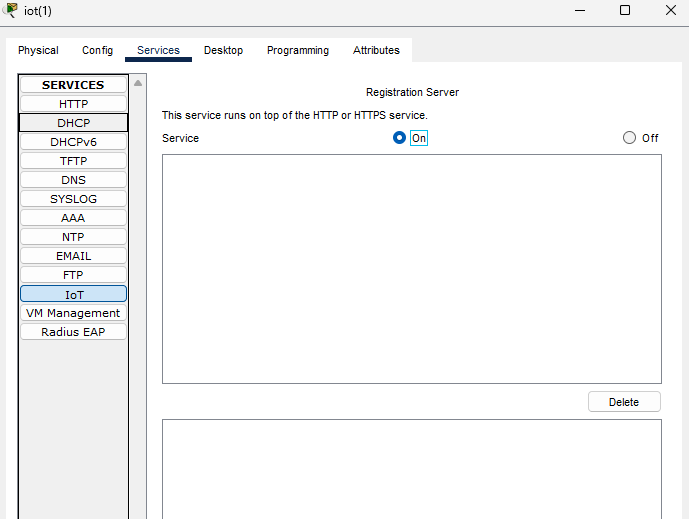 iot(1)
Physical Config Services Desktop Programming Attributes
SERVICES
HTTP
DHCP
DHCPv6
TFTP
DNS
SYSLOG
AAA
NTP
EMAIL
FTP
IoT
VM Management
Radius EAP
Registration Server
This service runs on top of the HTTP or HTTPS service.
Service On Off
Delete